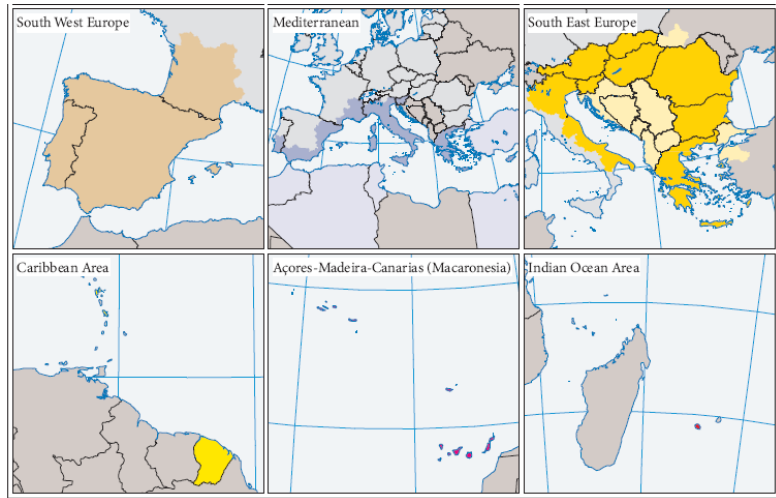 South West Europe
Mediterranean
South East Europe
Caribbean Area
Açores-Madeira-Canarias (Macaronesia)
Indian Ocean Area